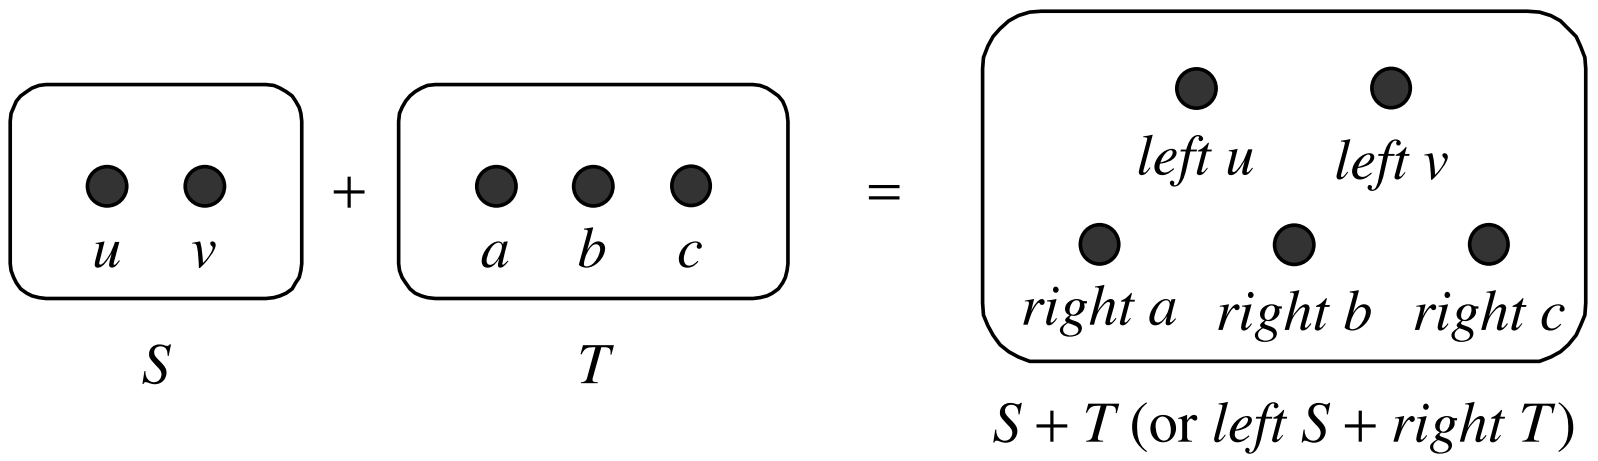 left u left v
+ =
u v a b c
right a right b right c
S T
S + T (or left S + right T)